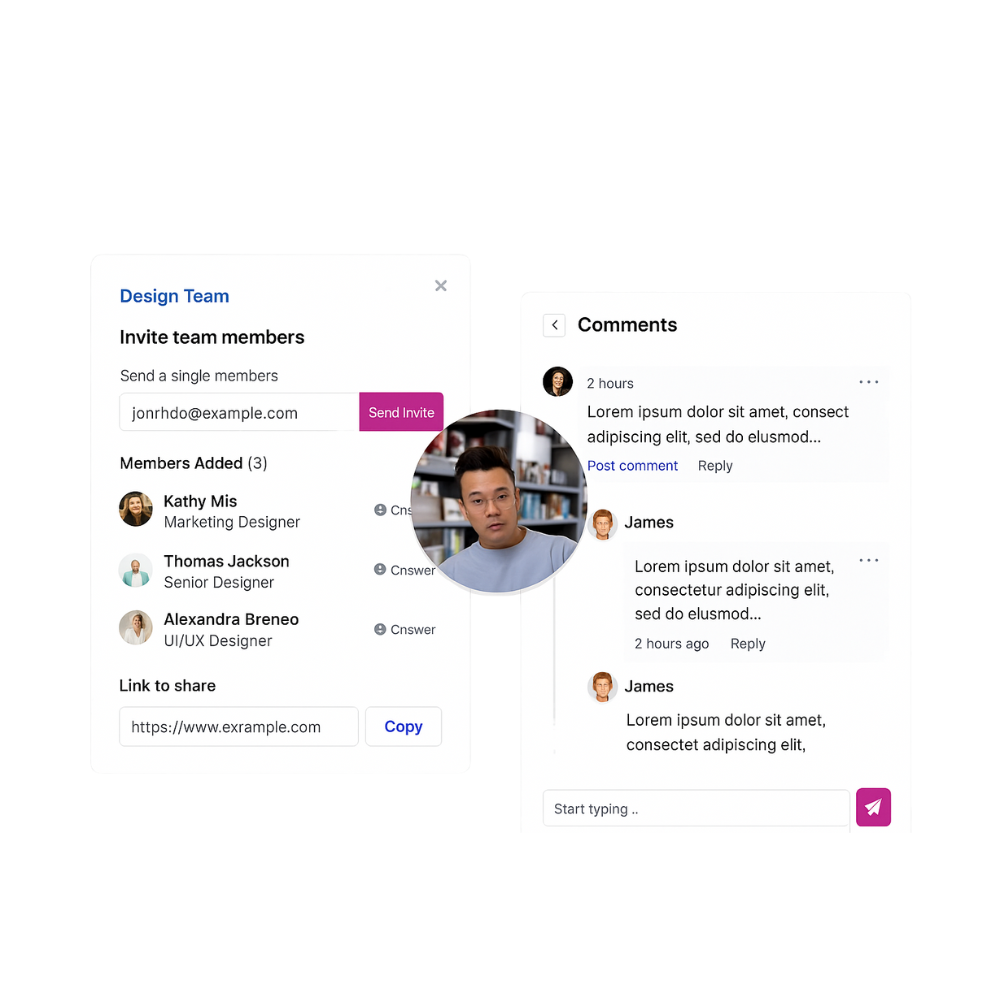 Design Team
Invite team members
Send a single members
jonrhdo@example.com
Send Invite
Members Added (3)
Kathy Mis
Marketing Designer
Cns
Thomas Jackson
Senior Designer
Cnswer
Alexandra Breneo
UI/UX Designer
Cnswer
Link to share
https://www.exrample.com
Copy
Comments
2 hours
Lorem ipsum dolor sit amet, consect
adipiscing elit, sed do elusmod...
Post comment Reply
James
Lorem ipsum dolor sit amet,
consectetur adipiscing elit,
sed do elusmod...
2 hours ago Reply
James
Lorem ipsum dolor sit amet,
consectet adipiscing elit,
Start typing ..